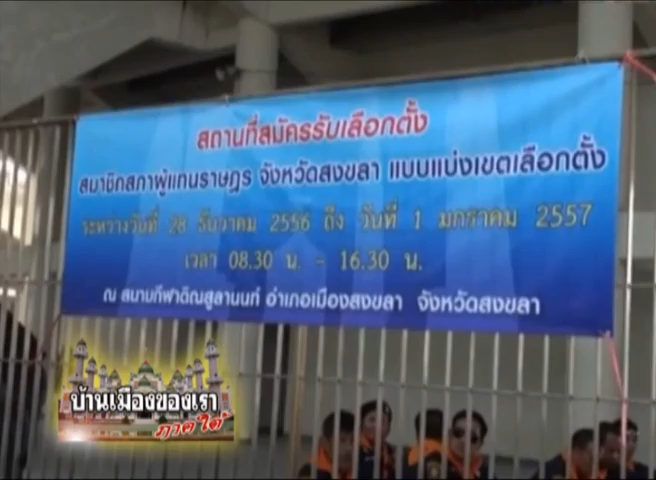 สถานที่สมัครรับเลือกตั้ง
สมาชิกสภาผู้แทนราษฎร จังหวัดสงขลา แบบแบ่งเขตเลือกตั้ง
ระหว่างวันที่ 28 ธันวาคม 2556 ถึง วันที่ 1 มกราคม 2557
เวลา 08.30 น. - 16.30 น.
ณ สนามกีฬาติณสูลานนท์ อำเภอเมืองสงขลา จังหวัดสงขลา
บ้านเมืองของเรา
ภาคใต้